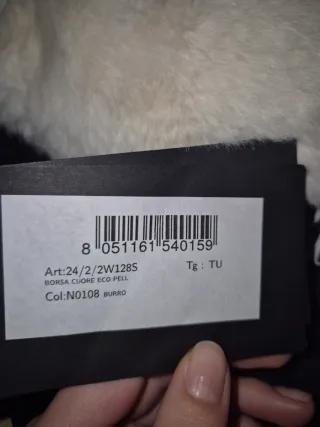 8 051161 540159
Art:24/2/2W128S
Tg : TU
BORSA CUORE ECO PELL
Col:N0108 BURRO